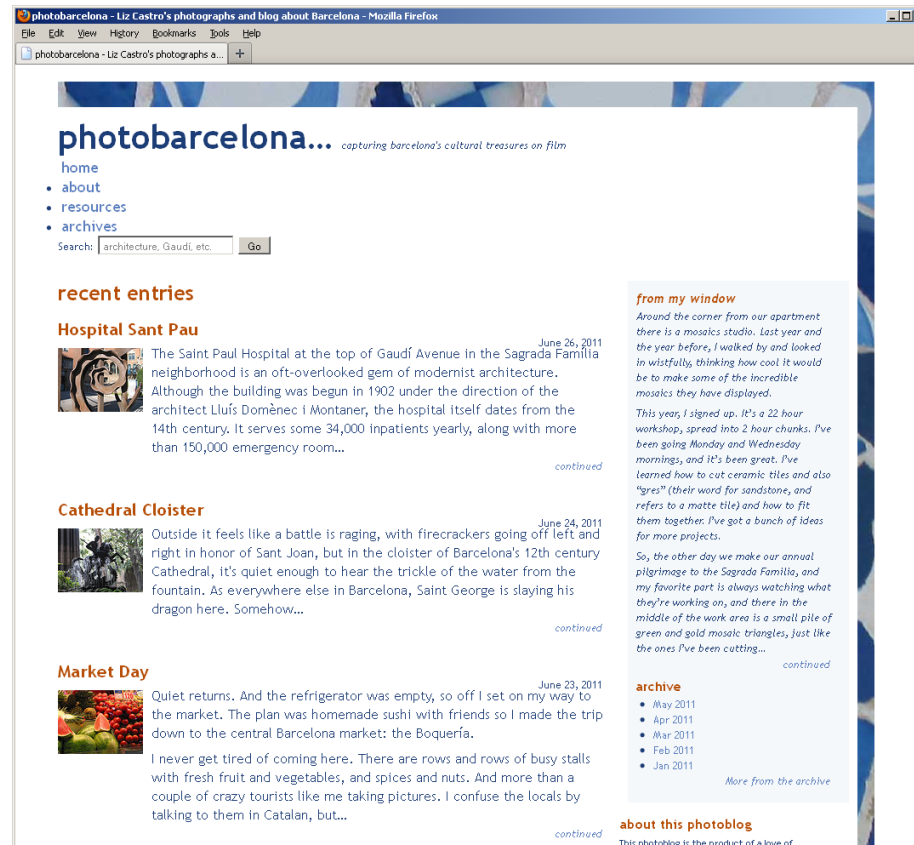 photobarcelona - Liz Castro's photographs and blog about Barcelona - Mozilla Firefox
File Edit View History Bookmarks Tools Help
photobarcelona - Liz Castro's photographs a... +
photobarcelona... capturing barcelona's cultural treasures on film
home
• about
• resources
• archives
Search: architecture, Gaudí, etc. Go
recent entries
Hospital Sant Pau
June 26, 2011
The Saint Paul Hospital at the top of Gaudí Avenue in the Sagrada Família
neighborhood is an oft-overlooked gem of modernist architecture.
Although the building was begun in 1902 under the direction of the
architect Lluís Domènec i Montaner, the hospital itself dates from the
14th century. It serves some 34,000 inpatients yearly, along with more
than 150,000 emergency room...
continued
Cathedral Cloister
June 24, 2011
Outside it feels like a battle is raging, with firecrackers going off left and
right in honor of Sant Joan, but in the cloister of Barcelona's 12th century
Cathedral, it's quiet enough to hear the trickle of the water from the
fountain. As everywhere else in Barcelona, Saint George is slaying his
dragon here. Somehow...
continued
Market Day
June 23, 2011
Quiet returns. And the refrigerator was empty, so off I set on my way to
the market. The plan was homemade sushi with friends so I made the trip
down to the central Barcelona market: the Boquería.
I never get tired of coming here. There are rows and rows of busy stalls
with fresh fruit and vegetables, and spices and nuts. And more than a
couple of crazy tourists like me taking pictures. I confuse the locals by
talking to them in Catalan, but...
continued
from my window
Around the corner from our apartment
there is a mosaics studio. Last year and
the year before, I walked by and looked
in wistfully, thinking how cool it would
be to make some of the incredible
mosaics they have displayed.
This year, I signed up. It's a 22 hour
workshop, spread into 2 hour chunks. I've
been going Monday and Wednesday
mornings, and it's been great. I've
learned how to cut ceramic tiles and also
“gres” (their word for sandstone, and
refers to a matte tile) and how to fit
them together. I've got a bunch of ideas
for more projects.
So, the other day we make our annual
pilgrimage to the Sagrada Família, and
my favorite part is always watching what
they're working on, and there in the
middle of the work area is a small pile of
green and gold mosaic triangles, just like
the ones I've been cutting...
continued
archive
• May 2011
• Apr 2011
• Mar 2011
• Feb 2011
• Jan 2011
More from the archive
about this photoblog
This photoblog is the product of a love of